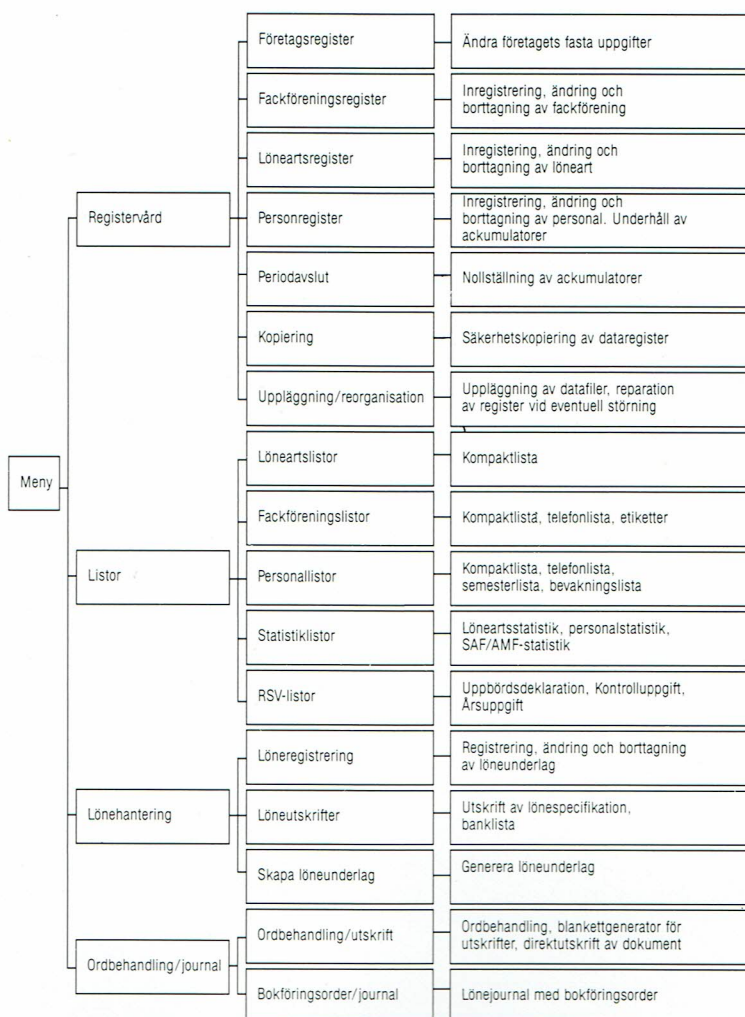 Meny
Registervård
Företagsregister
Ändra företagets fasta uppgifter
Fackföreningsregister
Inregistrering, ändring och
borttagning av fackförening
Löneartsregister
Inregistering, ändring och
borttagning av löneart
Personregister
Inregistrering, ändring och
borttagning av personal. Underhåll av
ackumulatorer
Periodavslut
Nollställning av ackumulatorer
Kopiering
Säkerhetskopiering av dataregister
Uppläggning/reorganisation
Uppläggning av datafiler, reparation
av register vid eventuell störning
Listor
Löneartslistor
Kompaktlista
Fackföreningslistor
Kompaktlista, telefonlista, etiketter
Personallistor
Kompaktlista, telefonlista,
semesterlista, bevakningslista
Statistiklistor
Löneartsstatistik, personalstatistik,
SAF/AMF-statistik
RSV-listor
Uppbördsdeklaration, Kontrolluppgift,
Årsuppgift
Lönehantering
Löneregistrering
Registrering, ändring och borttagning
av löneunderlag
Löneutskrifter
Utskrift av lönespecifikation,
banklista
Skapa löneunderlag
Generera löneunderlag
Ordbehandling/journal
Ordbehandling/utskrift
Ordbehandling, blankettgenerator för
utskrifter, direktutskrift av dokument
Bokföringsorder/journal
Lönejournal med bokföringsorder